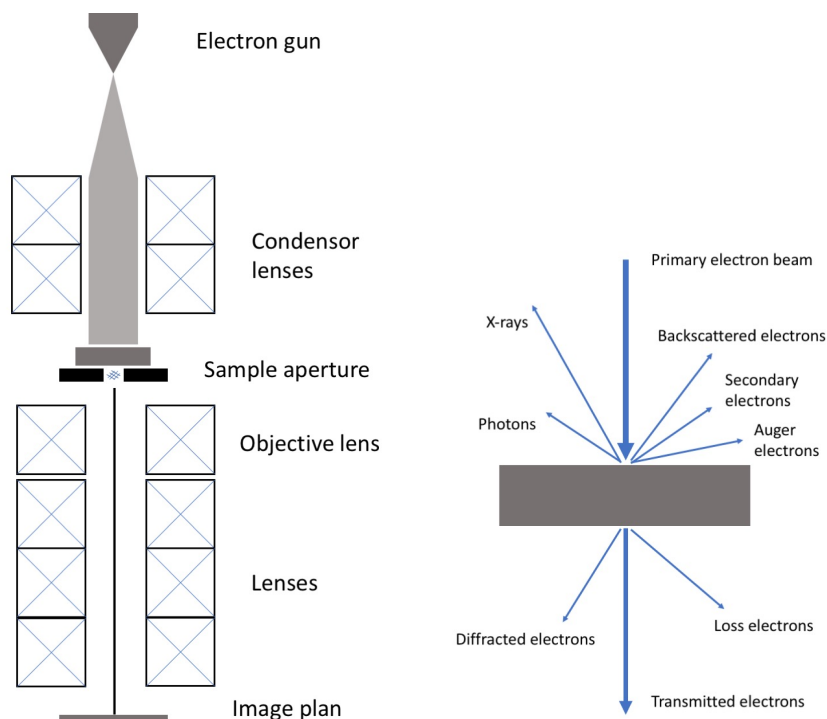 Electron gun
Condensor
lenses
Sample aperture
Objective lens
Lenses
Image plan
Primary electron beam
X-rays
Backscattered electrons
Secondary
electrons
Photons
Auger
electrons
Diffracted electrons
Loss electrons
Transmitted electrons